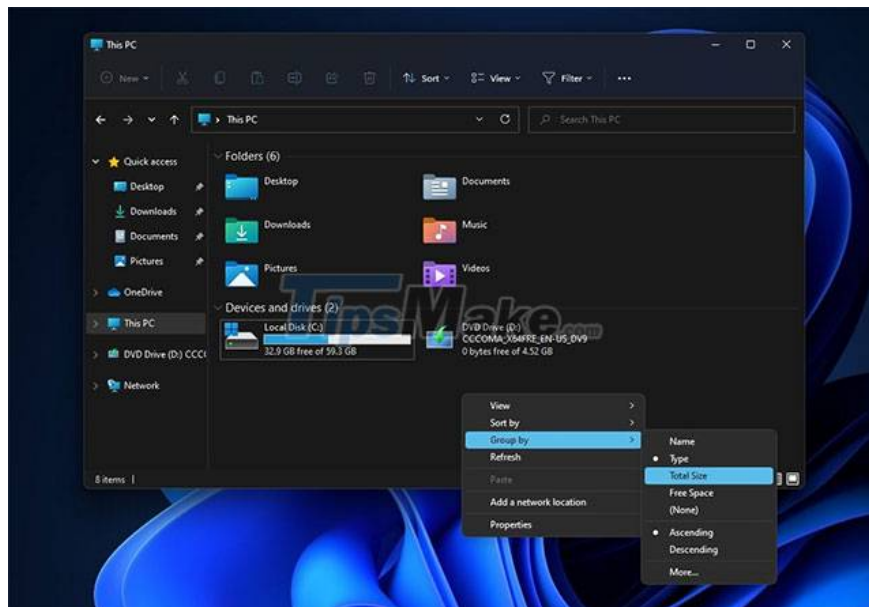 This PC
New
Sort
View
Filter
This PC
Search This PC
Quick access
Desktop
Downloads
Documents
Pictures
OneDrive
This PC
DVD Drive (D:) CCC
Network
Folders (6)
Desktop
Documents
Downloads
Music
Pictures
Videos
Devices and drives (2)
Local Disk (C:)
32.9 GB free of 59.3 GB
DVD Drive (D:)
CCCOMA_X64FRE_EN-US_DV9
0 bytes free of 4.52 GB
TipsMake.com
View
Sort by
Group by
Refresh
Paste
Add a network location
Properties
Name
Type
Total Size
Free Space
(None)
Ascending
Descending
More...
8 items